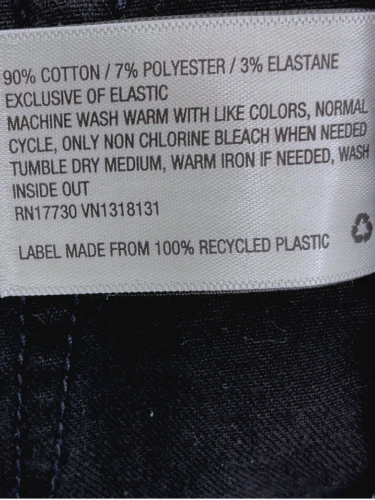 90% COTTON / 7% POLYESTER / 3% ELASTANE
EXCLUSIVE OF ELASTIC
MACHINE WASH WARM WITH LIKE COLORS, NORMAL
CYCLE, ONLY NON CHLORINE BLEACH WHEN NEEDED
TUMBLE DRY MEDIUM, WARM IRON IF NEEDED, WASH
INSIDE OUT
RN17730 VN1318131
LABEL MADE FROM 100% RECYCLED PLASTIC